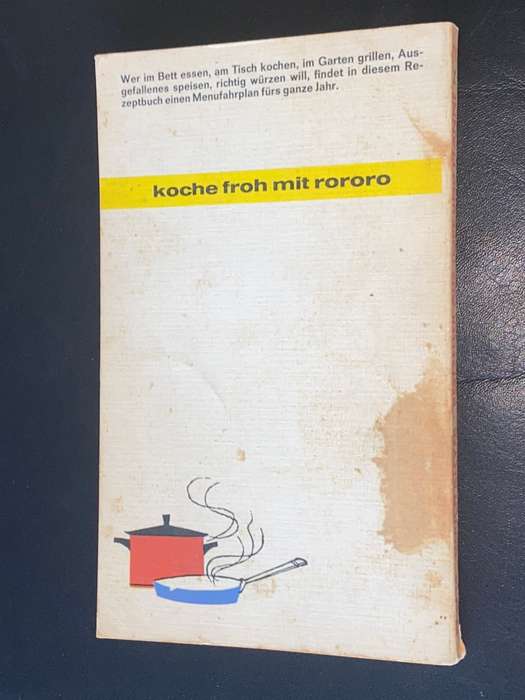 Wer im Bett essen, am Tisch kochen, im Garten grillen, Aus-
gefallenes speisen, richtig würzen will, findet in diesem Re-
zeptbuch einen Menufahrplan fürs ganze Jahr.
koche froh mit rororo